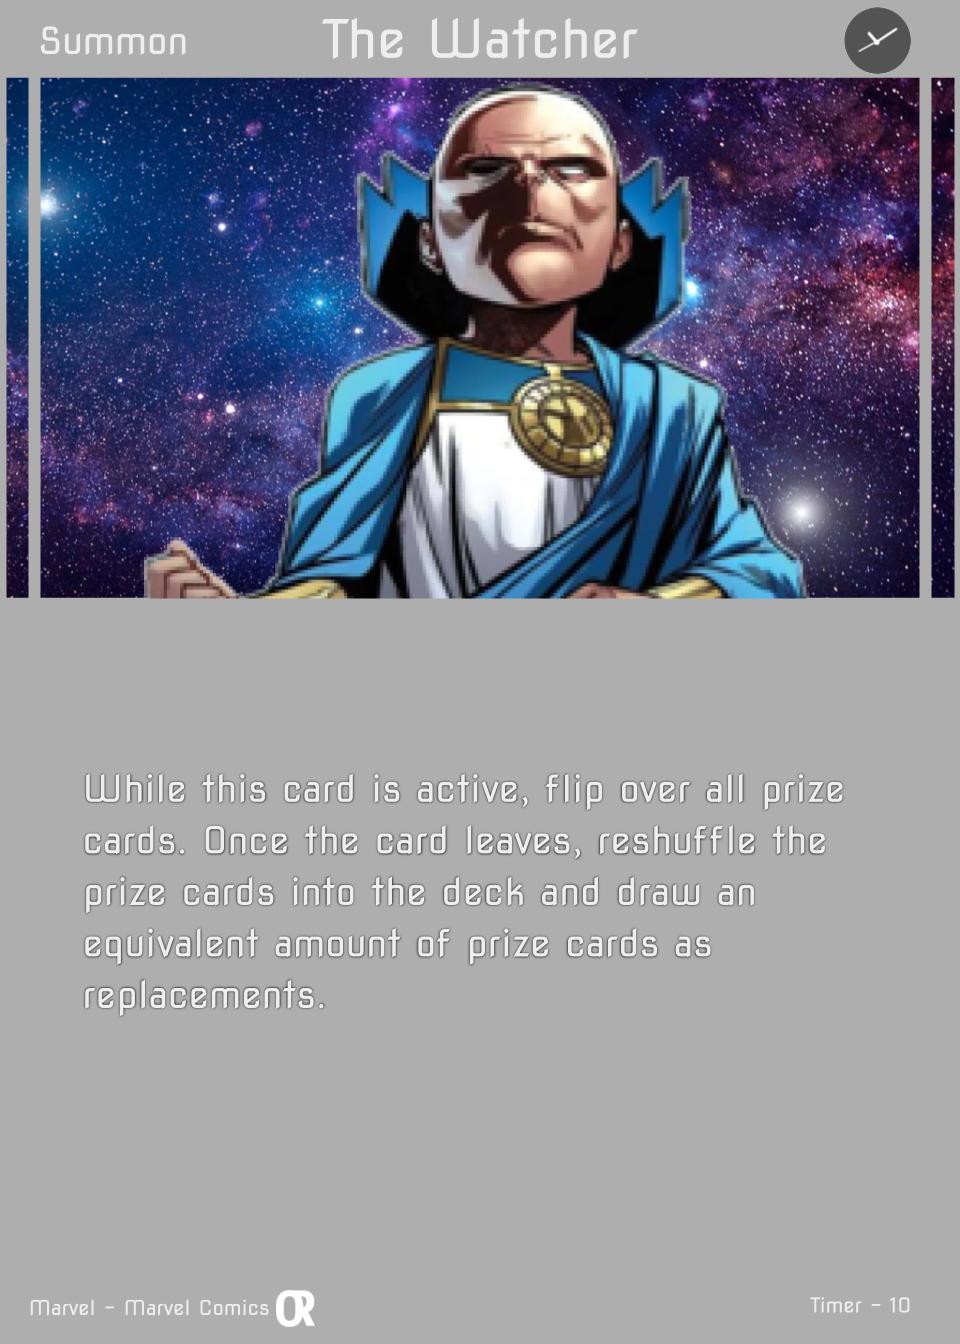 Summon
The Watcher
While this card is active, flip over all prize
cards. Once the card leaves, reshuffle the
prize cards into the deck and draw an
equivalent amount of prize cards as
replacements.
Marvel - Marvel Comics OR
Timer - 10